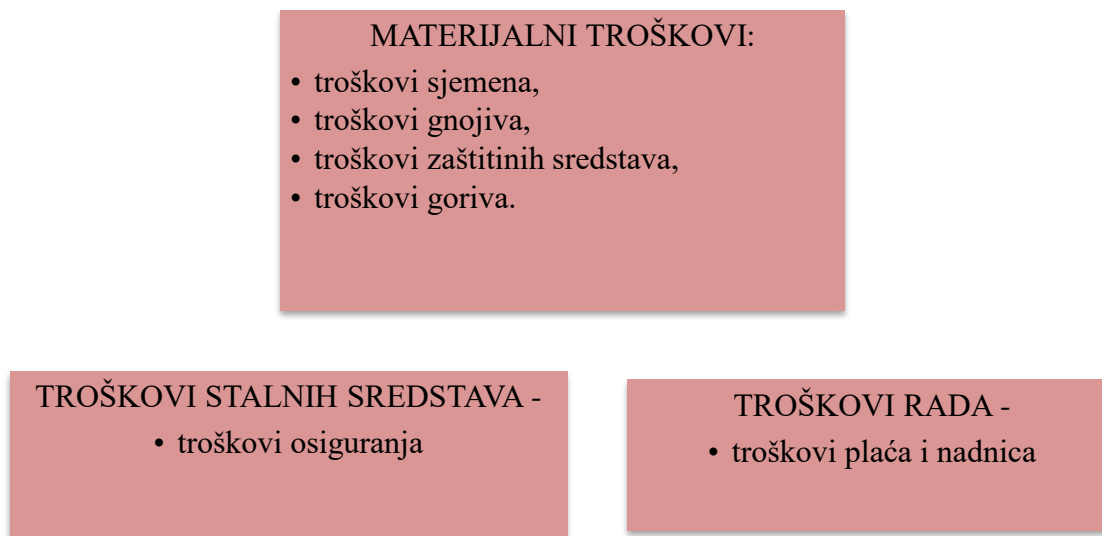 MATERIJALNI TROŠKOVI:
• troškovi sjemena,
• troškovi gnojiva,
• troškovi zaštitinih sredstava,
• troškovi goriva.
TROŠKOVI STALNIH SREDSTAVA -
• troškovi osiguranja
TROŠKOVI RADA -
• troškovi plaća i nadnica